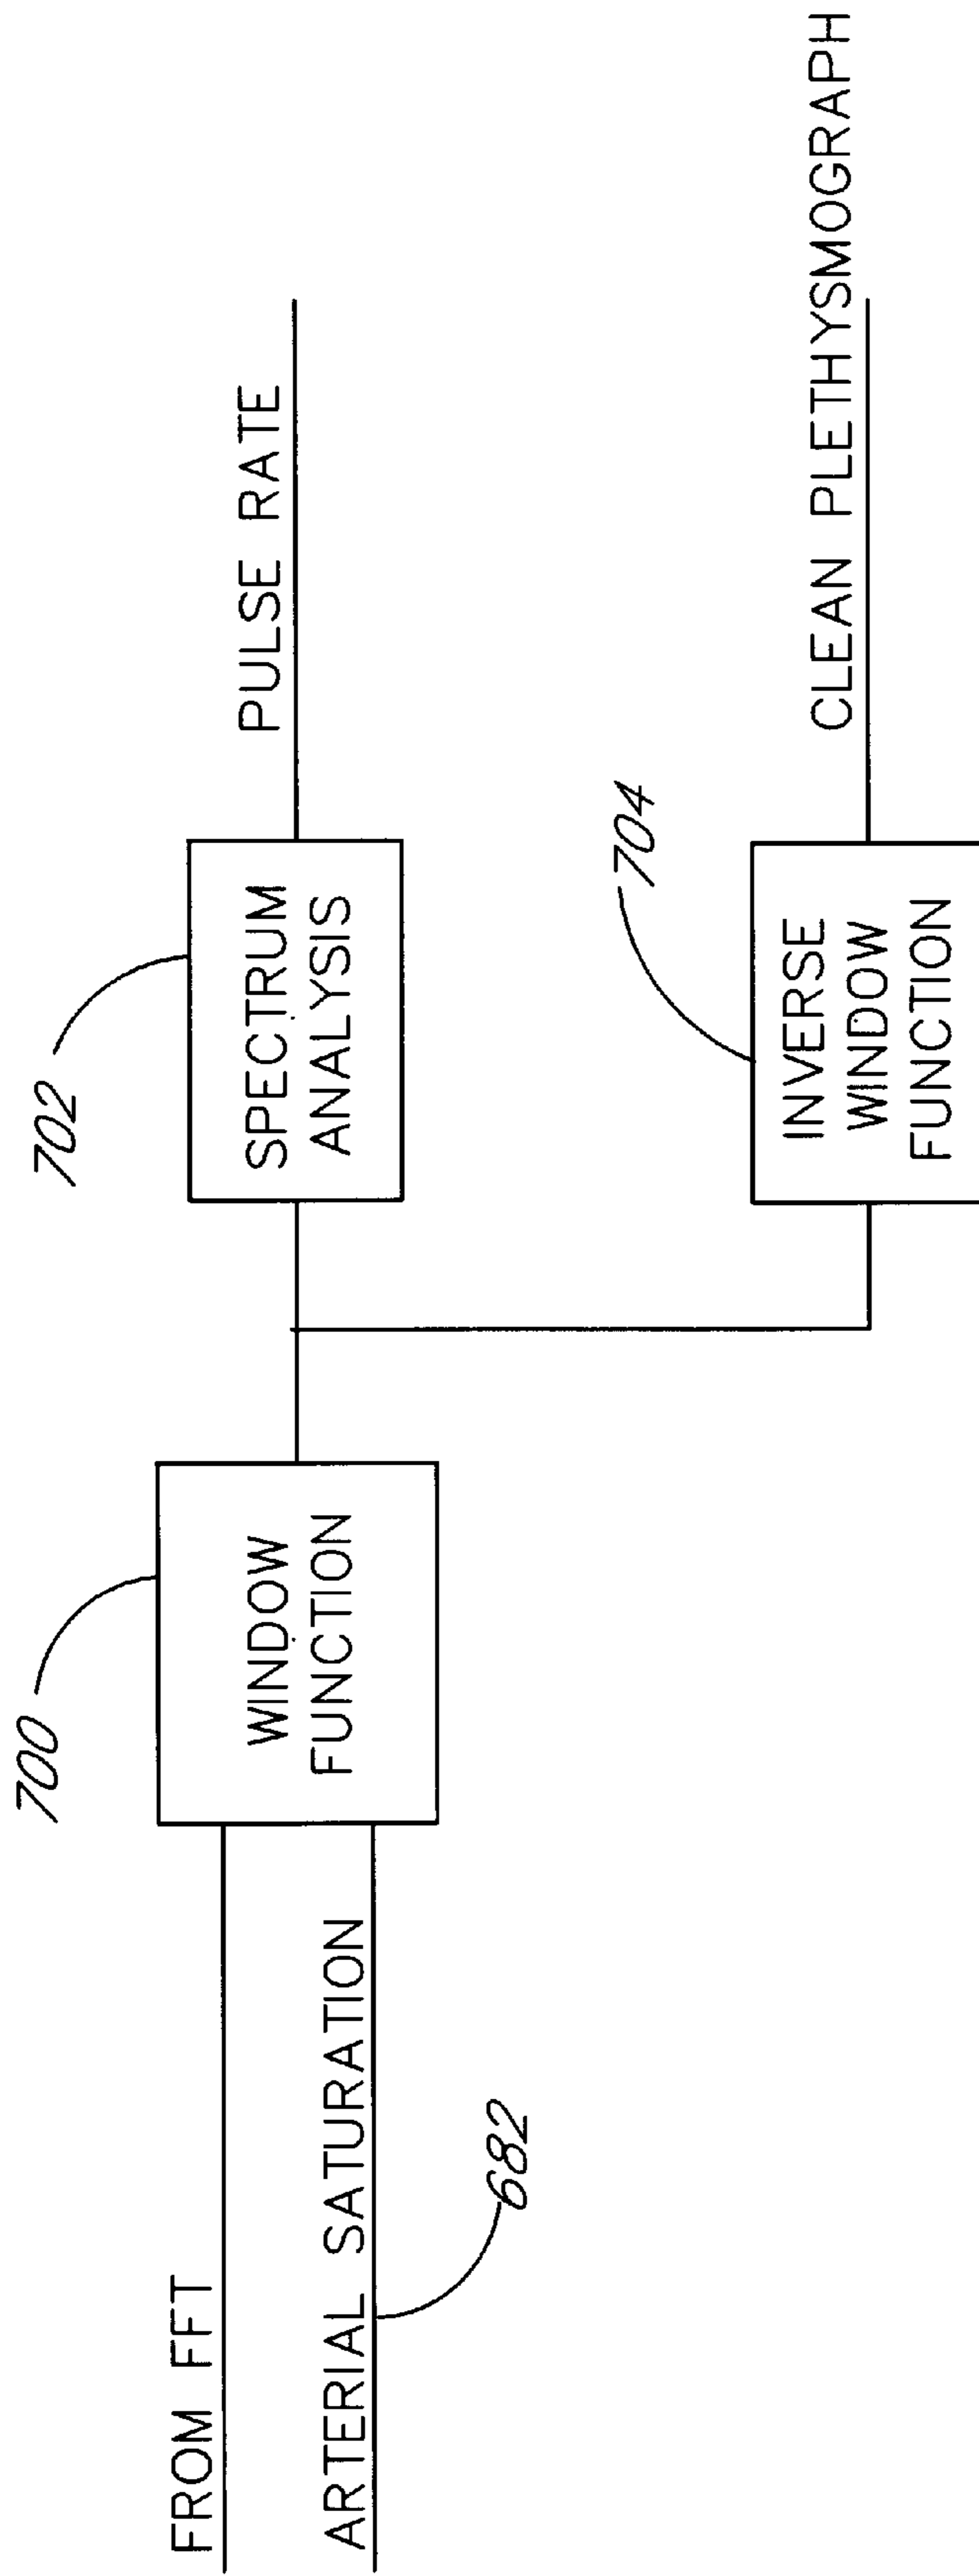 FROM FFT
ARTERIAL SATURATION
682
700
WINDOW
FUNCTION
702
SPECTRUM
ANALYSIS
PULSE RATE
704
INVERSE
WINDOW
FUNCTION
CLEAN PLETHYSMOGRAPH